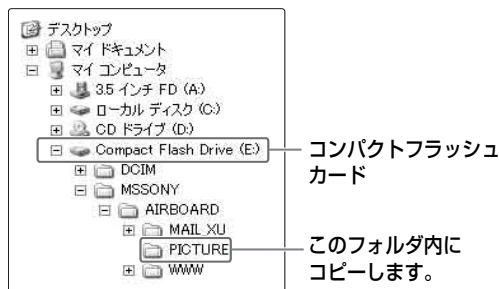 デスクトップ
マイ ドキュメント
マイ コンピュータ
3.5 インチ FD (A:)
ローカル ディスク (C:)
CD ドライブ (D:)
Compact Flash Drive (E:)
DCIM
MSSONY
AIRBOARD
MAIL_XU
PICTURE
WWW
コンパクトフラッシュ
カード
このフォルダ内に
コピーします。